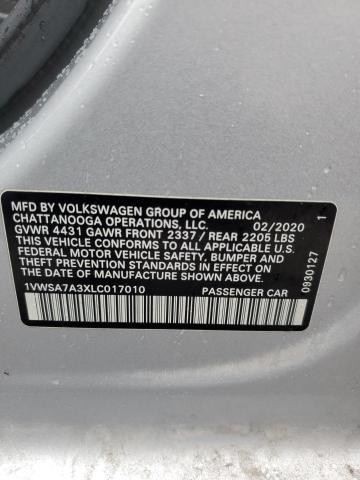 MFD BY VOLKSWAGEN GROUP OF AMERICA
CHATTANOOGA OPERATIONS, LLC. 02/2020
GVWR 4431 GAWR FRONT 2337 / REAR 2205 LBS
THIS VEHICLE CONFORMS TO ALL APPLICABLE U.S.
FEDERAL MOTOR VEHICLE SAFETY, BUMPER AND
THEFT PREVENTION STANDARDS IN EFFECT ON
THE DATE OF MANUFACTURE SHOWN ABOVE
1VWSA7A3XLC017010 PASSENGER CAR
0930127 1